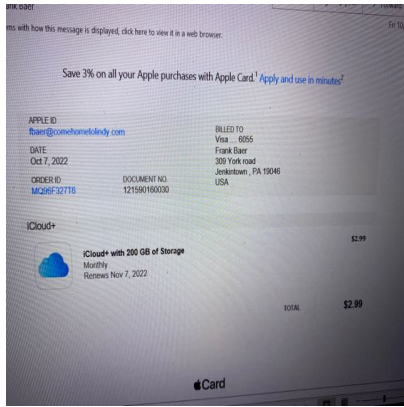 ank Baer
ms with how this message is displayed, click here to view it in a web browser.
Fri 10
Save 3% on all your Apple purchases with Apple Card.¹ Apply and use in minutes²
APPLE ID
fbaer@comehometolindy.com
BILLED TO
Visa .... 6055
Frank Baer
309 York road
Jenkintown , PA 19046
USA
DATE
Oct 7, 2022
ORDER ID
MQ96F327T6
DOCUMENT NO.
121590160030
iCloud+
$2.99
iCloud+ with 200 GB of Storage
Monthly
Renews Nov 7, 2022
TOTAL
$2.99
Card